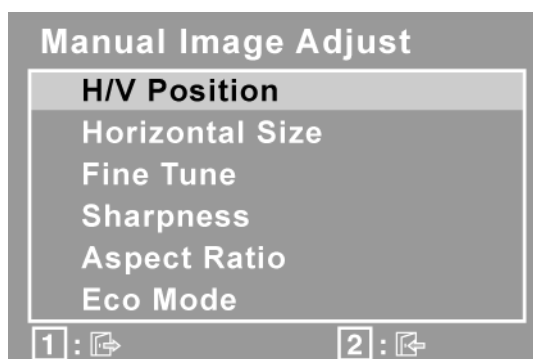 Manual Image Adjust
H/V Position
Horizontal Size
Fine Tune
Sharpness
Aspect Ratio
Eco Mode
1 : 2 :